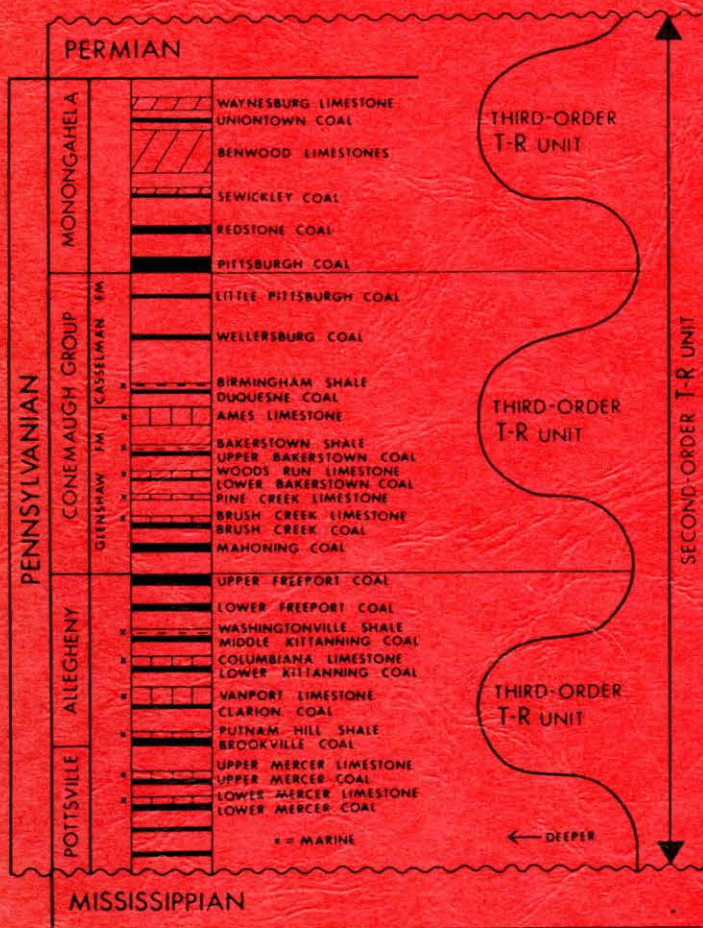 PERMIAN
MONONGAHELA
WAYNESBURG LIMESTONE
UNIONTOWN COAL
BENWOOD LIMESTONES
SEWICKLEY COAL
REDSTONE COAL
PITTSBURGH COAL
THIRD-ORDER
T-R UNIT
PENNSYLVANIAN
CONEMAUGH GROUP
CASSELMAN FM
LITTLE PITTSBURGH COAL
WELLERSBURG COAL
x BIRMINGHAM SHALE
DUQUESNE COAL
GLENSHAW FM
x AMES LIMESTONE
x BAKERSTOWN SHALE
UPPER BAKERSTOWN COAL
x WOODS RUN LIMESTONE
LOWER BAKERSTOWN COAL
x PINE CREEK LIMESTONE
x BRUSH CREEK LIMESTONE
BRUSH CREEK COAL
MAHONING COAL
THIRD-ORDER
T-R UNIT
SECOND-ORDER T-R UNIT
ALLEGHENY
UPPER FREEPORT COAL
LOWER FREEPORT COAL
x WASHINGTONVILLE SHALE
MIDDLE KITTANNING COAL
x COLUMBIANA LIMESTONE
LOWER KITTANNING COAL
x VANPORT LIMESTONE
CLARION COAL
x PUTNAM HILL SHALE
BROOKVILLE COAL
THIRD-ORDER
T-R UNIT
POTTSVILLE
UPPER MERCER LIMESTONE
x UPPER MERCER COAL
LOWER MERCER LIMESTONE
x LOWER MERCER COAL
x = MARINE
← DEEPER
MISSISSIPPIAN